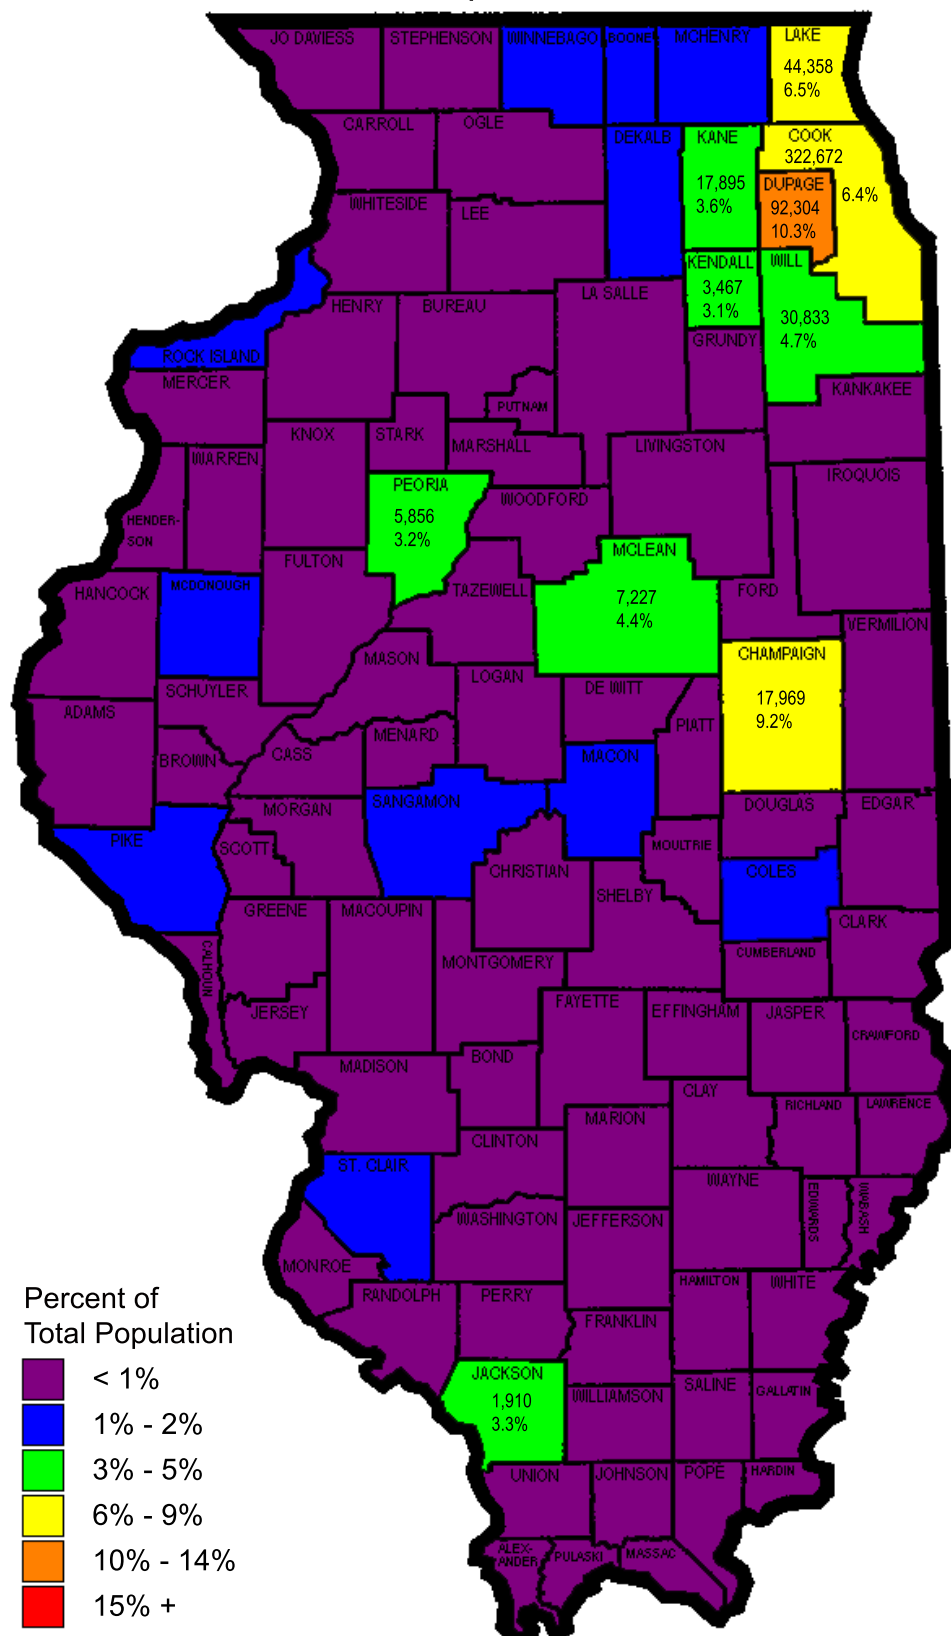 JO DAVIESS
STEPHENSON
WINNEBAGO
BOONE
MCHENRY
LAKE
44,358
6.5%
CARROLL
OGLE
DEKALB
KANE
17,895
3.6%
COOK
322,672
6.4%
DUPAGE
92,304
10.3%
WHITESIDE
LEE
KENDALL
3,467
3.1%
WILL
30,833
4.7%
ROCK ISLAND
HENRY
BUREAU
LA SALLE
GRUNDY
KANKAKEE
MERCER
PUTNAM
KNOX
STARK
MARSHALL
LIVINGSTON
WARREN
HENDER-
SON
PEORIA
5,856
3.2%
WOODFORD
IROQUOIS
HANCOCK
MCDONOUGH
FULTON
TAZEWELL
MCLEAN
7,227
4.4%
FORD
VERMILION
MASON
LOGAN
DE WITT
CHAMPAIGN
17,969
9.2%
ADAMS
SCHUYLER
BROWN
CASS
MENARD
MACON
PIATT
PIKE
SCOTT
MORGAN
SANGAMON
CHRISTIAN
MOULTRIE
DOUGLAS
EDGAR
COLES
SHELBY
GREENE
MACOUPIN
CLARK
CALHOUN
MONTGOMERY
CUMBERLAND
JERSEY
FAYETTE
EFFINGHAM
JASPER
CRAWFORD
MADISON
BOND
CLAY
RICHLAND
LAWRENCE
MARION
CLINTON
ST. CLAIR
WAYNE
EDWARDS
WABASH
WASHINGTON
JEFFERSON
MONROE
RANDOLPH
PERRY
HAMILTON
WHITE
FRANKLIN
JACKSON
1,910
3.3%
WILLIAMSON
SALINE
GALLATIN
UNION
JOHNSON
POPE
HARDIN
ALEX-
ANDER
PULASKI
MASSAC
Percent of
Total Population
< 1%
1% - 2%
3% - 5%
6% - 9%
10% - 14%
15% +